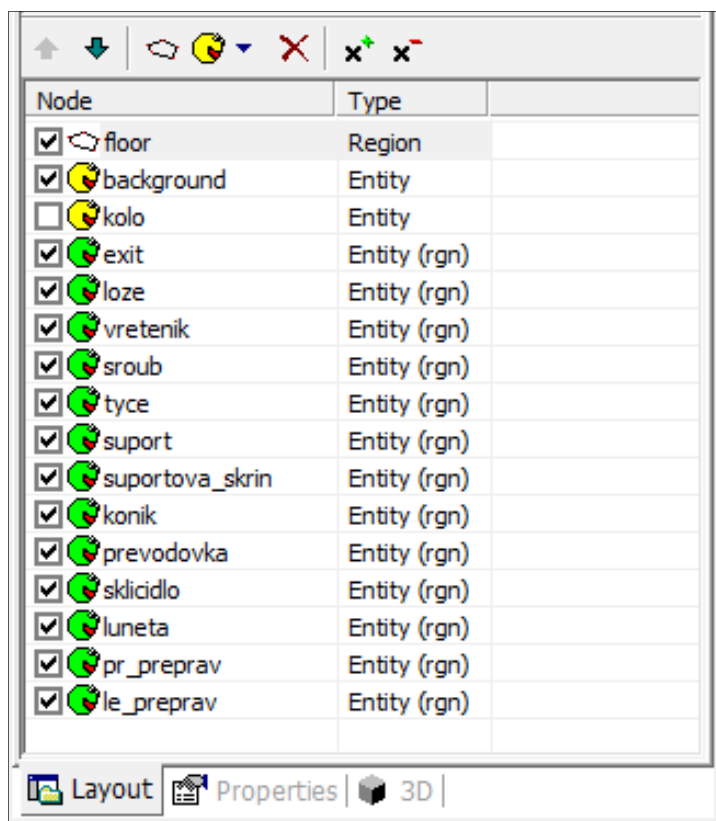 Node Type
floor Region
background Entity
kolo Entity
exit Entity (rgn)
loze Entity (rgn)
vretenik Entity (rgn)
sroub Entity (rgn)
tyce Entity (rgn)
suport Entity (rgn)
suportova_skrin Entity (rgn)
konik Entity (rgn)
prevodovka Entity (rgn)
sklicidlo Entity (rgn)
luneta Entity (rgn)
pr_preprav Entity (rgn)
le_preprav Entity (rgn)
Layout Properties 3D